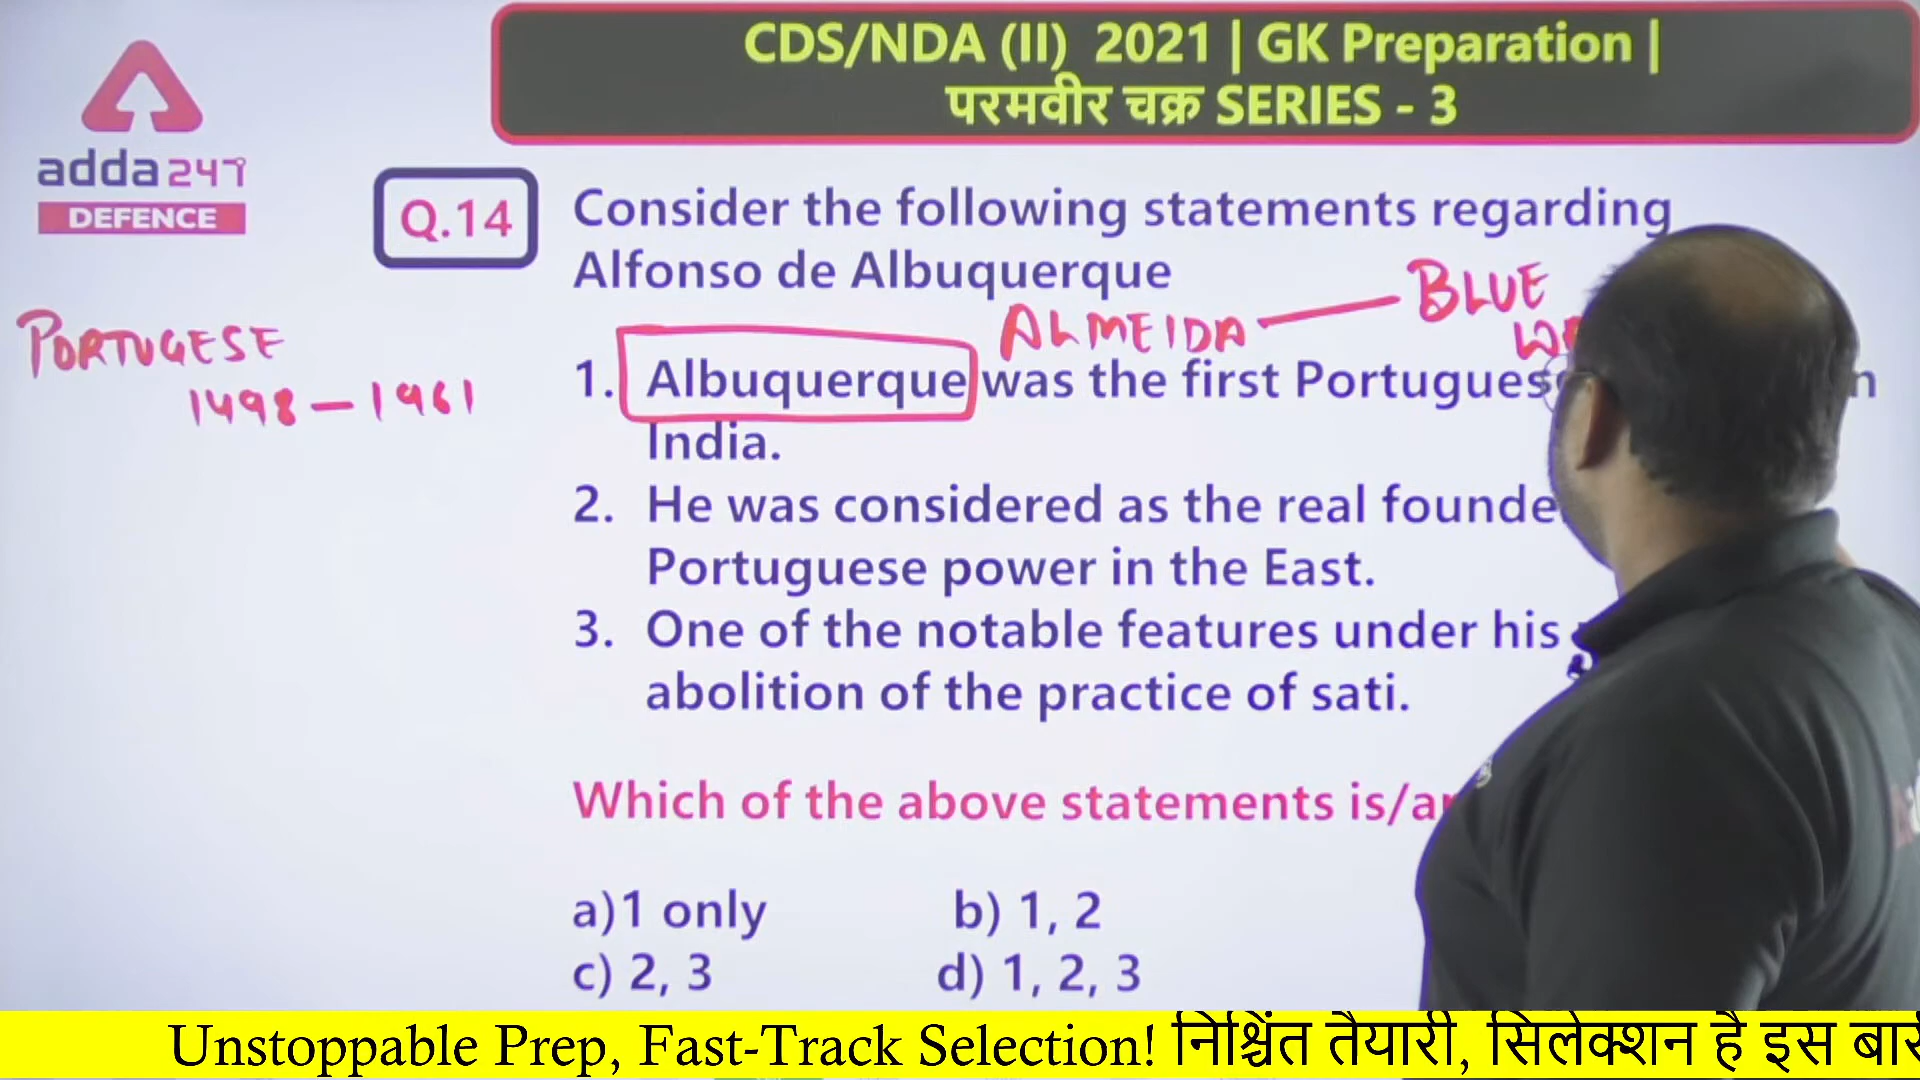 CDS/NDA (II) 2021 | GK Preparation |
परमवीर चक्र SERIES - 3
adda247
DEFENCE
Q.14
Consider the following statements regarding
Alfonso de Albuquerque
PORTUGESE
1498 – 1961
ALMEIDA — BLUE
1. Albuquerque was the first
India.
2. He was considered as the real
Portuguese power in the East.
3. One of the notable features under his
abolition of the practice of sati.
Which of the above statements
a)1 only
b) 1, 2
c) 2, 3
d) 1, 2, 3
Unstoppable Prep, Fast-Track Selection! निश्चिंत तैयारी, सिलेक्शन है इस